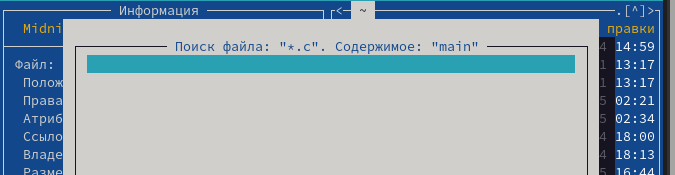 Информация
<─ ~ .[^]>
Midni правки
Поиск файла: "*.c". Содержимое: "main"
4 14:59
Файл: 1 13:17
Полож 1 13:17
Права 5 02:21
Атриб 5 02:34
Ссыло 4 18:00
Владе 4 18:13
Разме 5 16:44